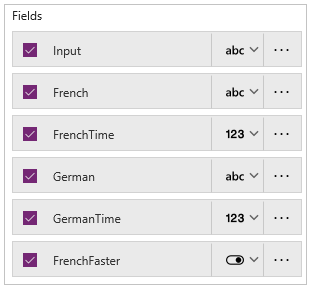 Fields
Input abc ...
French abc ...
FrenchTime 123 ...
German abc ...
GermanTime 123 ...
FrenchFaster ...